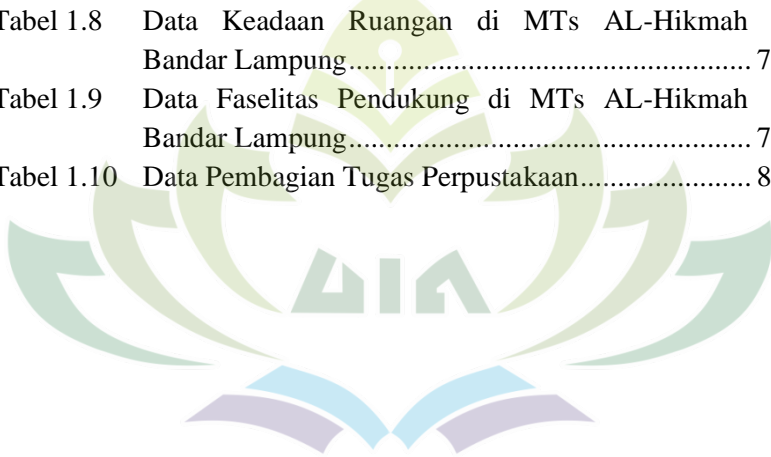 Tabel 1.8 Data Keadaan Ruangan di MTs AL-Hikmah
Bandar Lampung...................................................... 7
Tabel 1.9 Data Faselitas Pendukung di MTs AL-Hikmah
Bandar Lampung...................................................... 7
Tabel 1.10 Data Pembagian Tugas Perpustakaan....................... 8
UIN